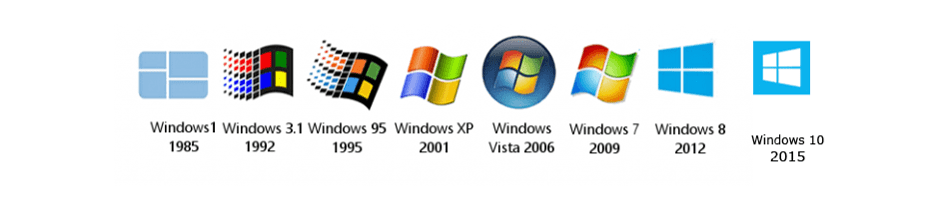 Windows1
1985
Windows 3.1
1992
Windows 95
1995
Windows XP
2001
Windows
Vista 2006
Windows 7
2009
Windows 8
2012
Windows 10
2015